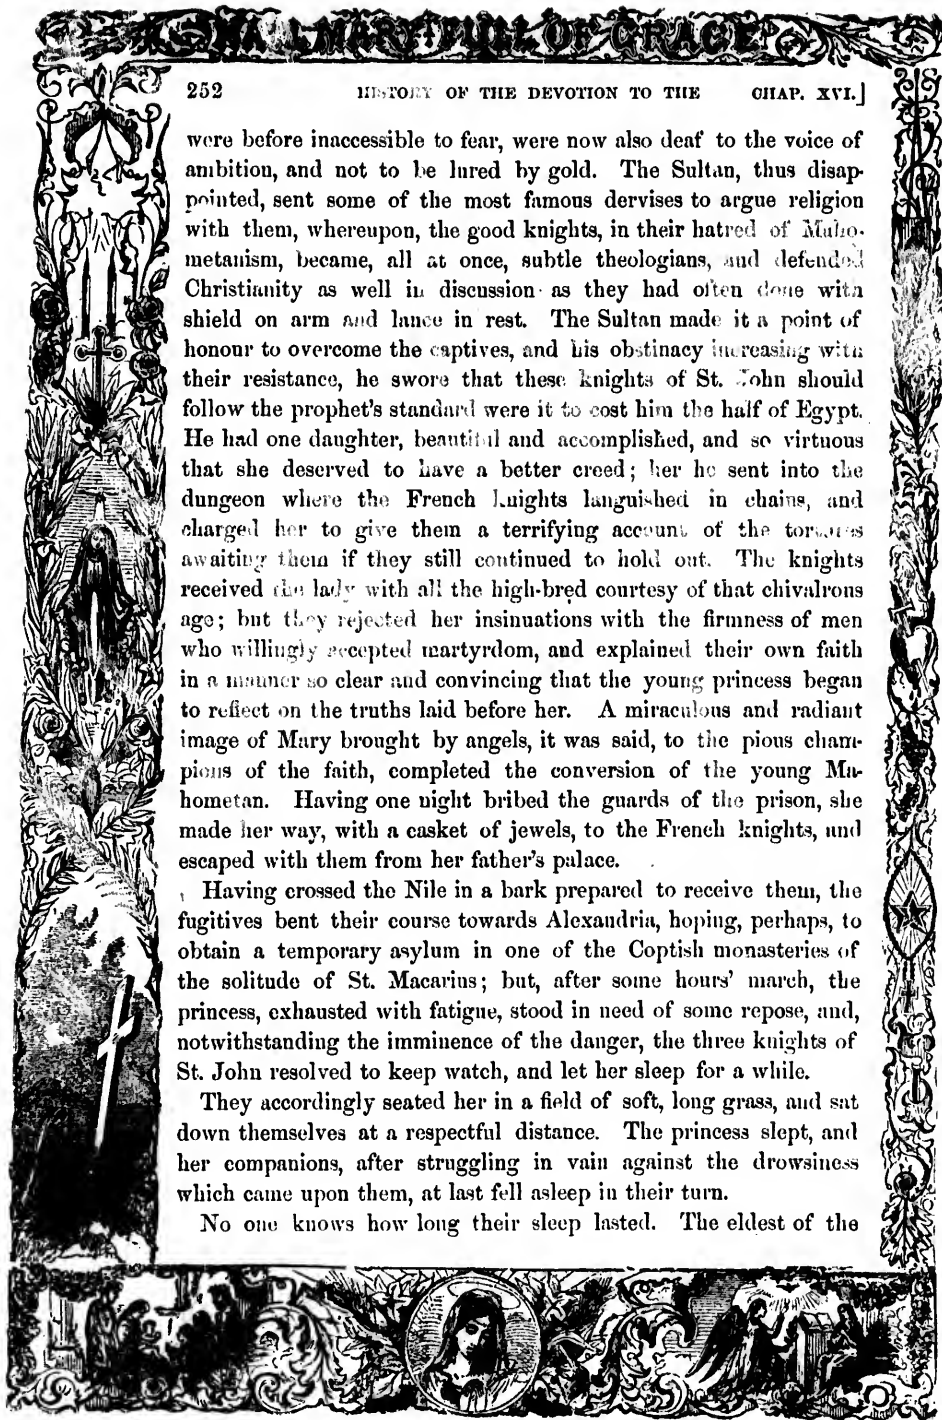 HAIL MARY FULL OF GRACE
252 HISTORY OF THE DEVOTION TO THE CHAP. XVI.]
were before inaccessible to fear, were now also deaf to the voice of
ambition, and not to be lured by gold. The Sultan, thus disap-
pointed, sent some of the most famous dervises to argue religion
with them, whereupon, the good knights, in their hatred of Maho-
metanism, became, all at once, subtle theologians, and defended
Christianity as well in discussion as they had often done with
shield on arm and lance in rest. The Sultan made it a point of
honour to overcome the captives, and his obstinacy increasing with
their resistance, he swore that these knights of St. John should
follow the prophet's standard were it to cost him the half of Egypt.
He had one daughter, beautiful and accomplished, and so virtuous
that she deserved to have a better creed; her he sent into the
dungeon where the French knights languished in chains, and
charged her to give them a terrifying account of the tortures
awaiting them if they still continued to hold out. The knights
received the lady with all the high-bred courtesy of that chivalrous
age; but they rejected her insinuations with the firmness of men
who willingly accepted martyrdom, and explained their own faith
in a manner so clear and convincing that the young princess began
to reflect on the truths laid before her. A miraculous and radiant
image of Mary brought by angels, it was said, to the pious cham-
pions of the faith, completed the conversion of the young Ma-
hometan. Having one night bribed the guards of the prison, she
made her way, with a casket of jewels, to the French knights, and
escaped with them from her father's palace.
Having crossed the Nile in a bark prepared to receive them, the
fugitives bent their course towards Alexandria, hoping, perhaps, to
obtain a temporary asylum in one of the Coptish monasteries of
the solitude of St. Macarius; but, after some hours' march, the
princess, exhausted with fatigue, stood in need of some repose, and,
notwithstanding the imminence of the danger, the three knights of
St. John resolved to keep watch, and let her sleep for a while.
They accordingly seated her in a field of soft, long grass, and sat
down themselves at a respectful distance. The princess slept, and
her companions, after struggling in vain against the drowsiness
which came upon them, at last fell asleep in their turn.
No one knows how long their sleep lasted. The eldest of the